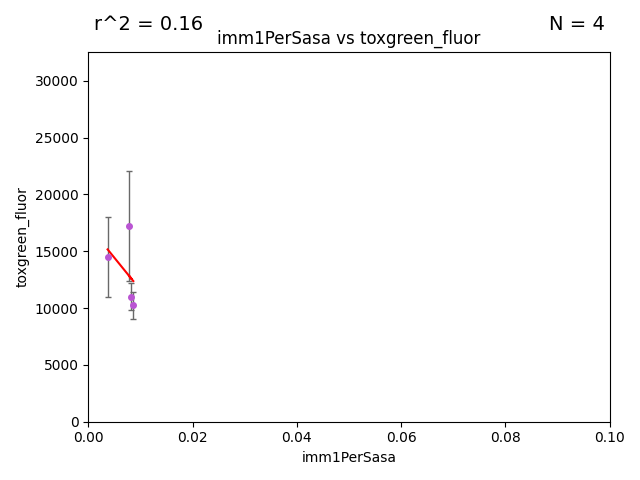 r^2 = 0.16
N = 4
imm1PerSasa vs toxgreen_fluor
30000
25000
20000
15000
10000
5000
0
toxgreen_fluor
0.00 0.02 0.04 0.06 0.08 0.10
imm1PerSasa